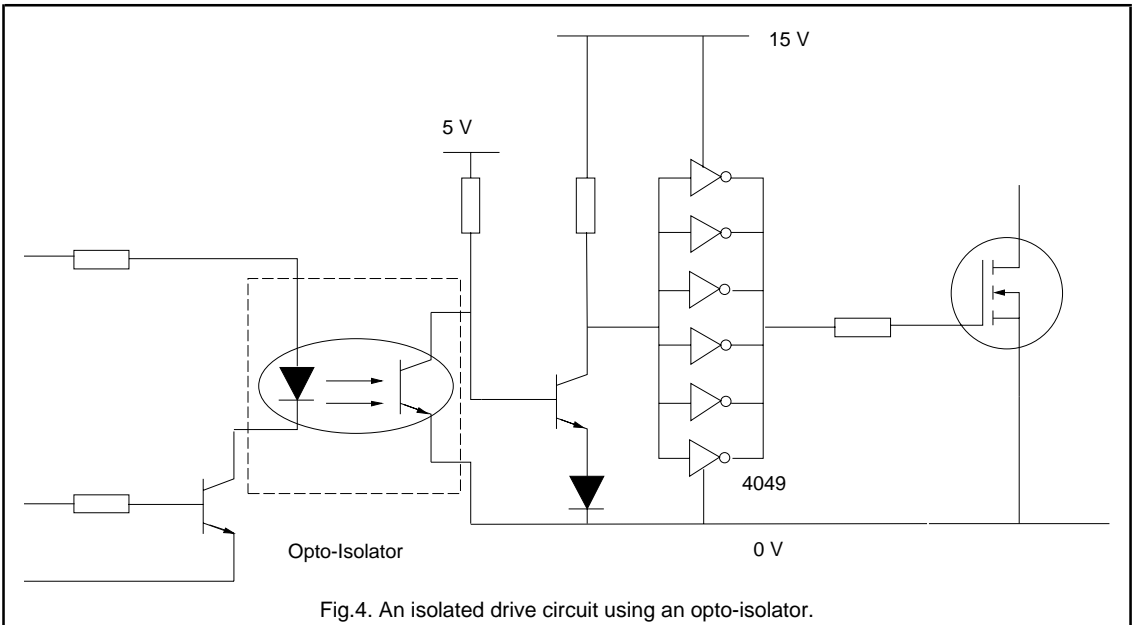 15 V
5 V
4049
Opto-Isolator
0 V
Fig.4. An isolated drive circuit using an opto-isolator.